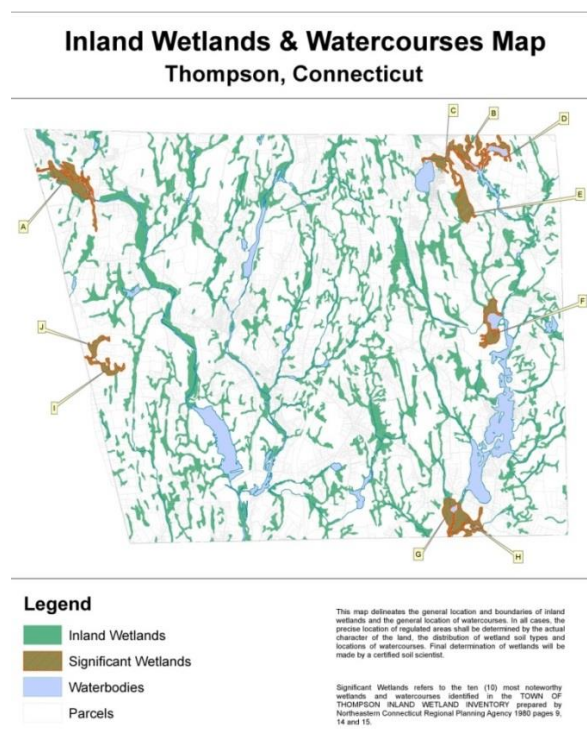 Inland Wetlands & Watercourses Map
Thompson, Connecticut
C
B
D
A
E
F
J
I
G
H
Legend
Inland Wetlands
Significant Wetlands
Waterbodies
Parcels
This map delineates the general location and boundaries of inland
wetlands and the general location of watercourses. In all cases, the
precise location of regulated areas shall be determined by the actual
character of the land, the distribution of wetland soil types and
locations of watercourses. Final determination of wetlands will be
made by a certified soil scientist.
Significant Wetlands refers to the ten (10) most noteworthy
wetlands and watercourses identified in the TOWN OF
THOMPSON INLAND WETLAND INVENTORY prepared by
Northeastern Connecticut Regional Planning Agency 1980 pages 9,
14 and 15.